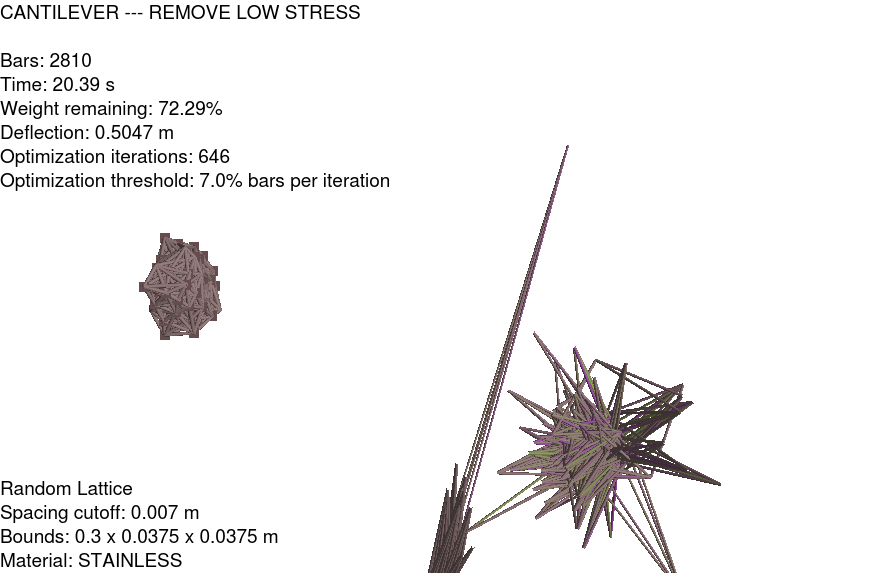 CANTILEVER --- REMOVE LOW STRESS
Bars: 2810
Time: 20.39 s
Weight remaining: 72.29%
Deflection: 0.5047 m
Optimization iterations: 646
Optimization threshold: 7.0% bars per iteration
Random Lattice
Spacing cutoff: 0.007 m
Bounds: 0.3 x 0.0375 x 0.0375 m
Material: STAINLESS